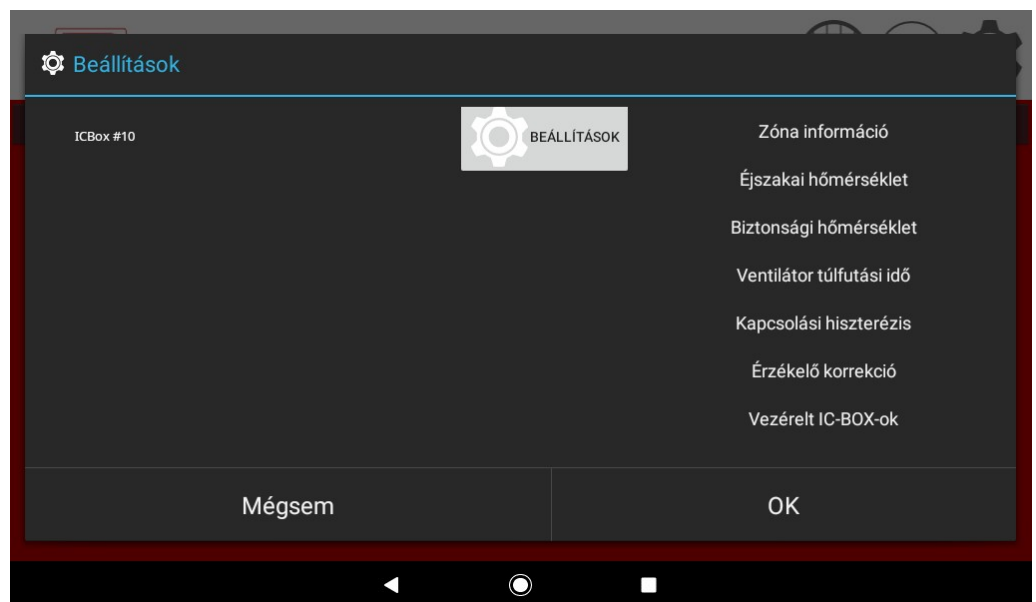 Beállítások
ICBox #10
BEÁLLÍTÁSOK
Zóna információ
Éjszakai hőmérséklet
Biztonsági hőmérséklet
Ventilátor túlfutási idő
Kapcsolási hiszterézis
Érzékelő korrekció
Vezérelt IC-BOX-ok
Mégsem
OK